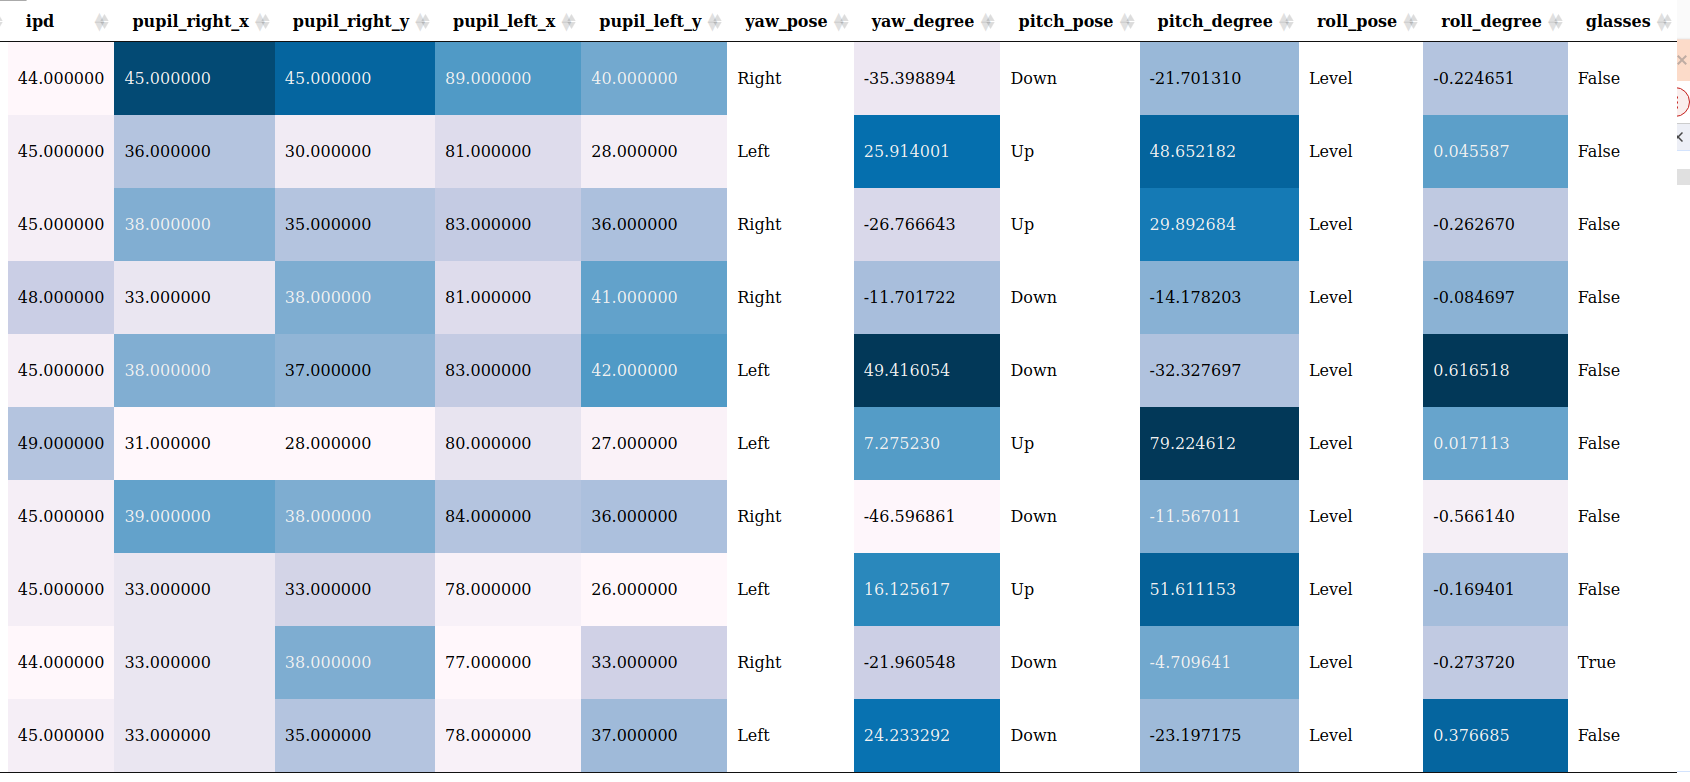 ipd pupil_right_x pupil_right_y pupil_left_x pupil_left_y yaw_pose yaw_degree pitch_pose pitch_degree roll_pose roll_degree glasses
44.000000 45.000000 45.000000 89.000000 40.000000 Right -35.398894 Down -21.701310 Level -0.224651 False
45.000000 36.000000 30.000000 81.000000 28.000000 Left 25.914001 Up 48.652182 Level 0.045587 False
45.000000 38.000000 35.000000 83.000000 36.000000 Right -26.766643 Up 29.892684 Level -0.262670 False
48.000000 33.000000 38.000000 81.000000 41.000000 Right -11.701722 Down -14.178203 Level -0.084697 False
45.000000 38.000000 37.000000 83.000000 42.000000 Left 49.416054 Down -32.327697 Level 0.616518 False
49.000000 31.000000 28.000000 80.000000 27.000000 Left 7.275230 Up 79.224612 Level 0.017113 False
45.000000 39.000000 38.000000 84.000000 36.000000 Right -46.596861 Down -11.567011 Level -0.566140 False
45.000000 33.000000 33.000000 78.000000 26.000000 Left 16.125617 Up 51.611153 Level -0.169401 False
44.000000 33.000000 38.000000 77.000000 33.000000 Right -21.960548 Down -4.709641 Level -0.273720 True
45.000000 33.000000 35.000000 78.000000 37.000000 Left 24.233292 Down -23.197175 Level 0.376685 False